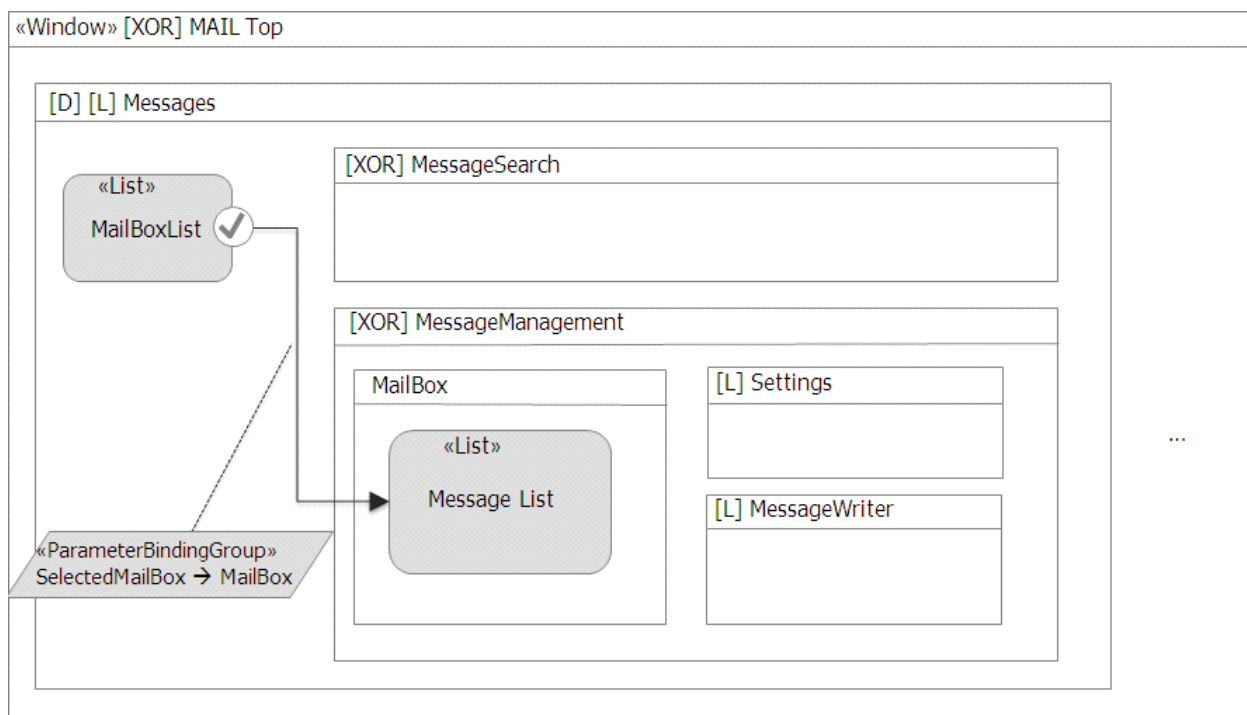 «Window» [XOR] MAIL Top
[D] [L] Messages
«List»
MailBoxList
[XOR] MessageSearch
[XOR] MessageManagement
MailBox
«List»
Message List
[L] Settings
[L] MessageWriter
...
«ParameterBindingGroup»
SelectedMailBox → MailBox